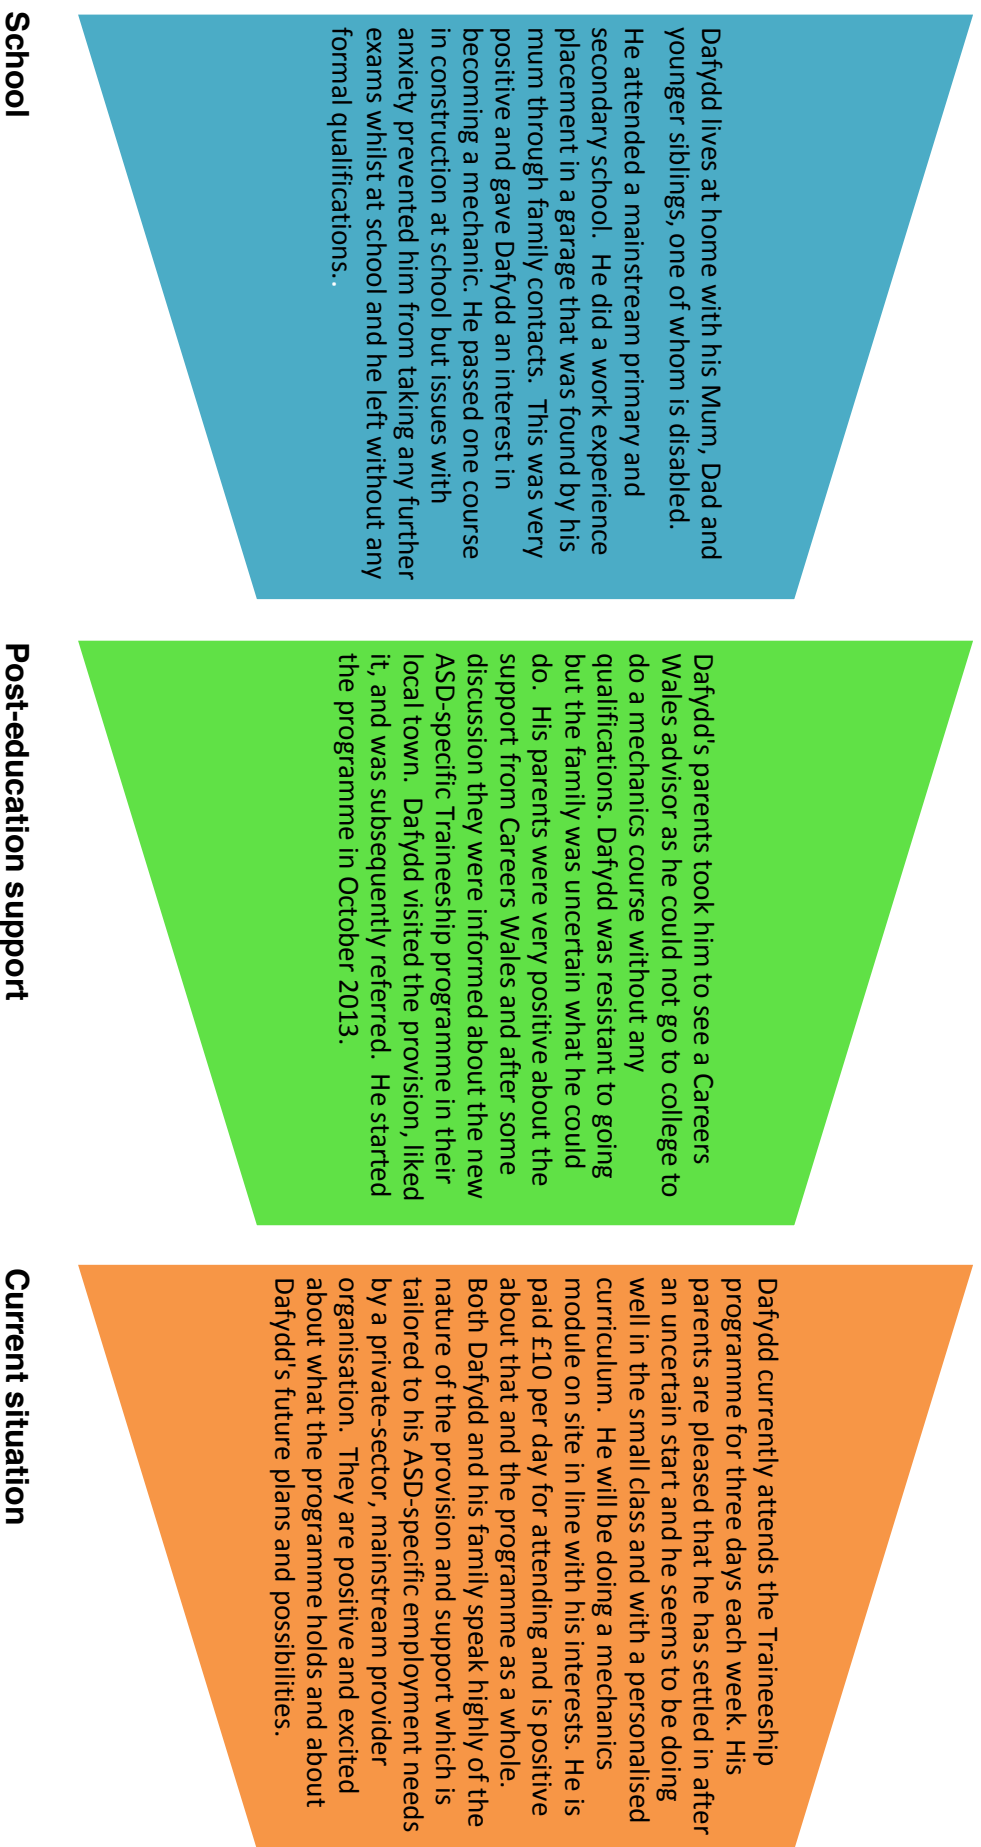 Dafydd lives at home with his Mum, Dad and
younger siblings, one of whom is disabled.
He attended a mainstream primary and
secondary school.  He did a work experience
placement in a garage that was found by his
mum through family contacts.  This was very
positive and gave Dafydd an interest in
becoming a mechanic. He passed one course
in construction at school but issues with
anxiety prevented him from taking any further
exams whilst at school and he left without any
formal qualifications..
School
Dafydd's parents took him to see a Careers
Wales advisor as he could not go to college to
do a mechanics course without any
qualifications. Dafydd was resistant to going
but the family was uncertain what he could
do.  His parents were very positive about the
support from Careers Wales and after some
discussion they were informed about the new
ASD-specific Traineeship programme in their
local town.  Dafydd visited the provision, liked
it, and was subsequently referred.  He started
the programme in October 2013.
Post-education support
Dafydd currently attends the Traineeship
programme for three days each week. His
parents are pleased that he has settled in after
an uncertain start and he seems to be doing
well in the small class and with a personalised
curriculum.  He will be doing a mechanics
module on site in line with his interests. He is
paid £10 per day for attending and is positive
about that and the programme as a whole.
Both Dafydd and his family speak highly of the
nature of the provision and support which is
tailored to his ASD-specific employment needs
by a private-sector, mainstream provider
organisation.  They are positive and excited
about what the programme holds and about
Dafydd's future plans and possibilities.
Current situation